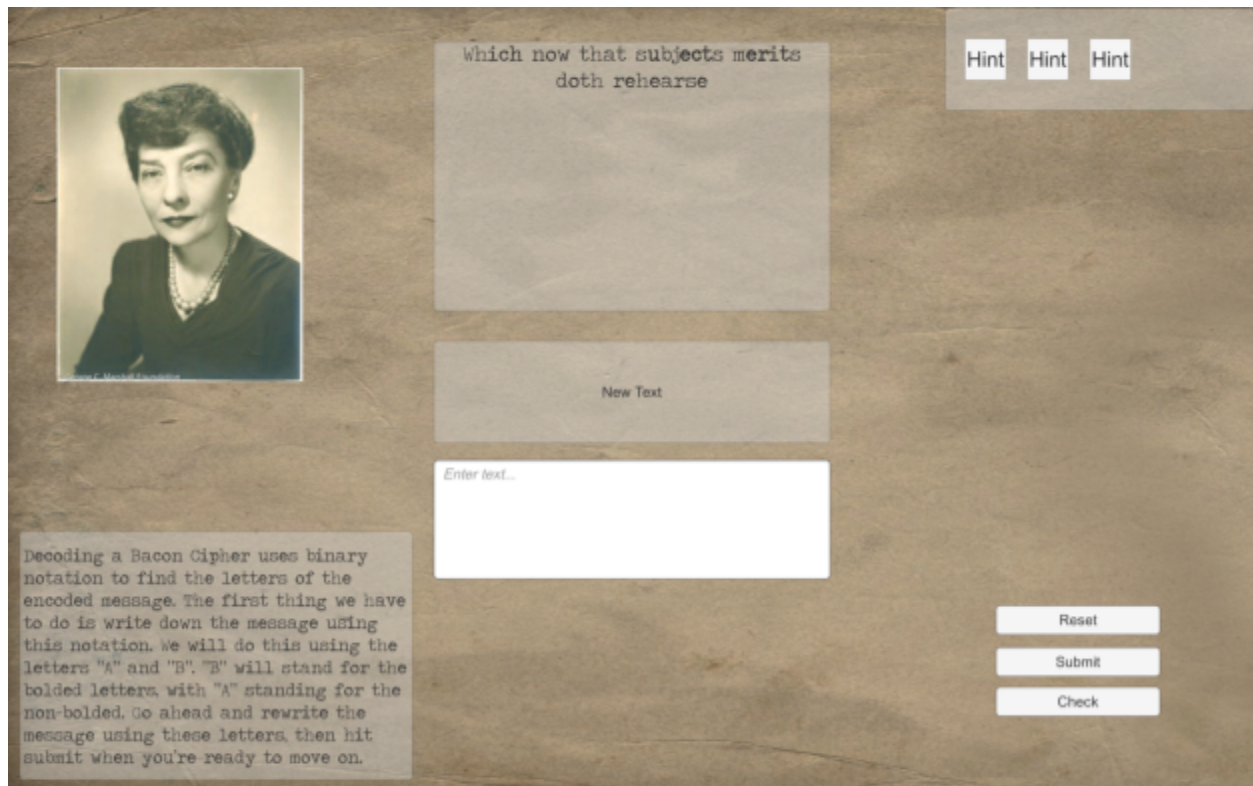 Which now that subjects merits
doth rehearse
Hint Hint Hint
New Text
Enter text...
Decoding a Bacon Cipher uses binary
notation to find the letters of the
encoded message. The first thing we have
to do is write down the message using
this notation. We will do this using the
letters "A" and "B". "B" will stand for the
bolded letters, with "A" standing for the
non-bolded. Go ahead and rewrite the
message using these letters, then hit
submit when you're ready to move on.
Reset
Submit
Check